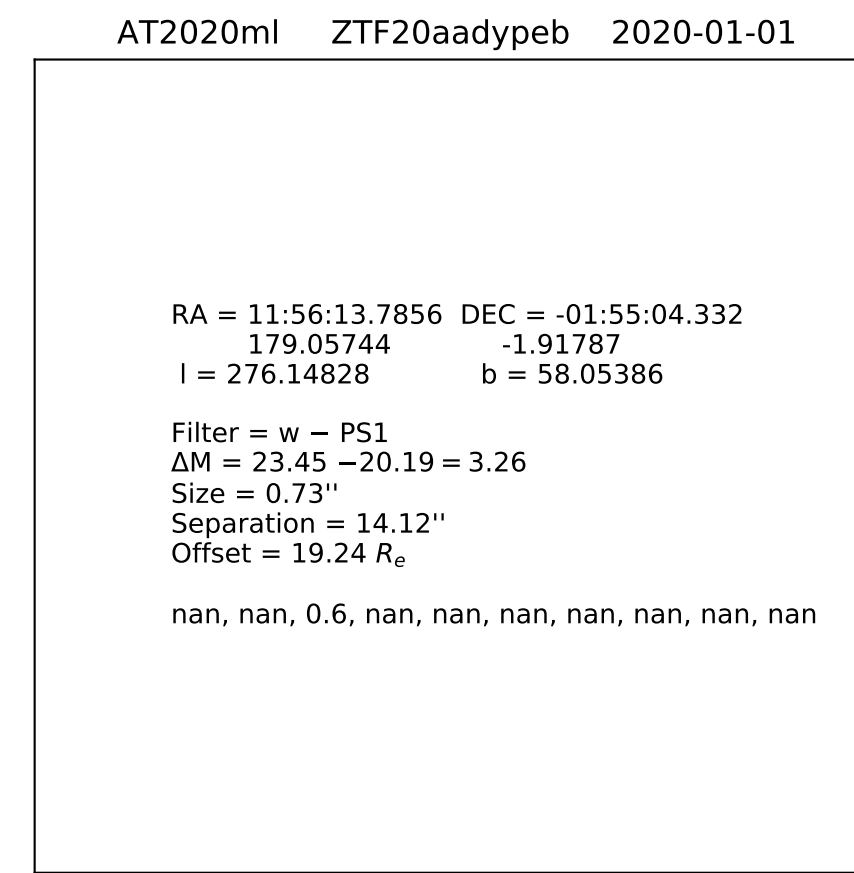 AT2020ml ZTF20aadypeb 2020-01-01
RA = 11:56:13.7856 DEC = -01:55:04.332
179.05744 -1.91787
l = 276.14828 b = 58.05386
Filter = w − PS1
ΔM = 23.45 −20.19 = 3.26
Size = 0.73''
Separation = 14.12''
Offset = 19.24 Re
nan, nan, 0.6, nan, nan, nan, nan, nan, nan, nan